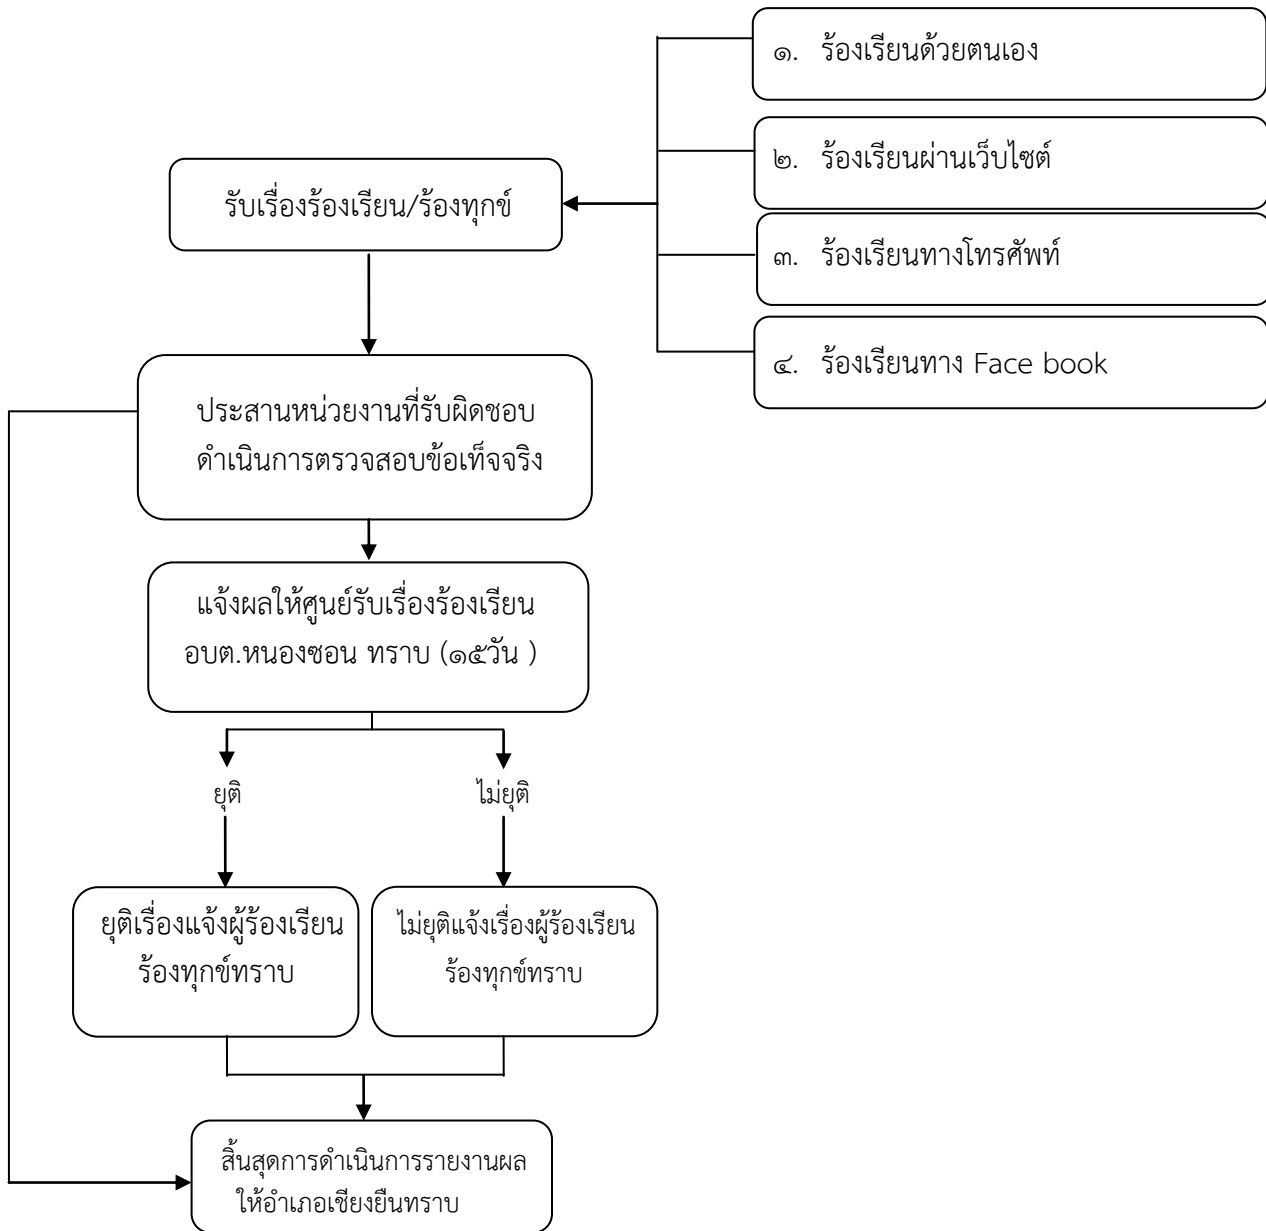 ๑. ร้องเรียนด้วยตนเอง
๒. ร้องเรียนผ่านเว็บไซต์
๓. ร้องเรียนทางโทรศัพท์
๔. ร้องเรียนทาง Face book
รับเรื่องร้องเรียน/ร้องทุกข์
ประสานหน่วยงานที่รับผิดชอบ
ดำเนินการตรวจสอบข้อเท็จจริง
แจ้งผลให้ศูนย์รับเรื่องร้องเรียน
อบต.หนองซอน ทราบ (๑๕วัน )
ยุติ
ไม่ยุติ
ยุติเรื่องแจ้งผู้ร้องเรียน
ร้องทุกข์ทราบ
ไม่ยุติแจ้งเรื่องผู้ร้องเรียน
ร้องทุกข์ทราบ
สิ้นสุดการดำเนินการรายงานผล
ให้อำเภอเชียงยืนทราบ